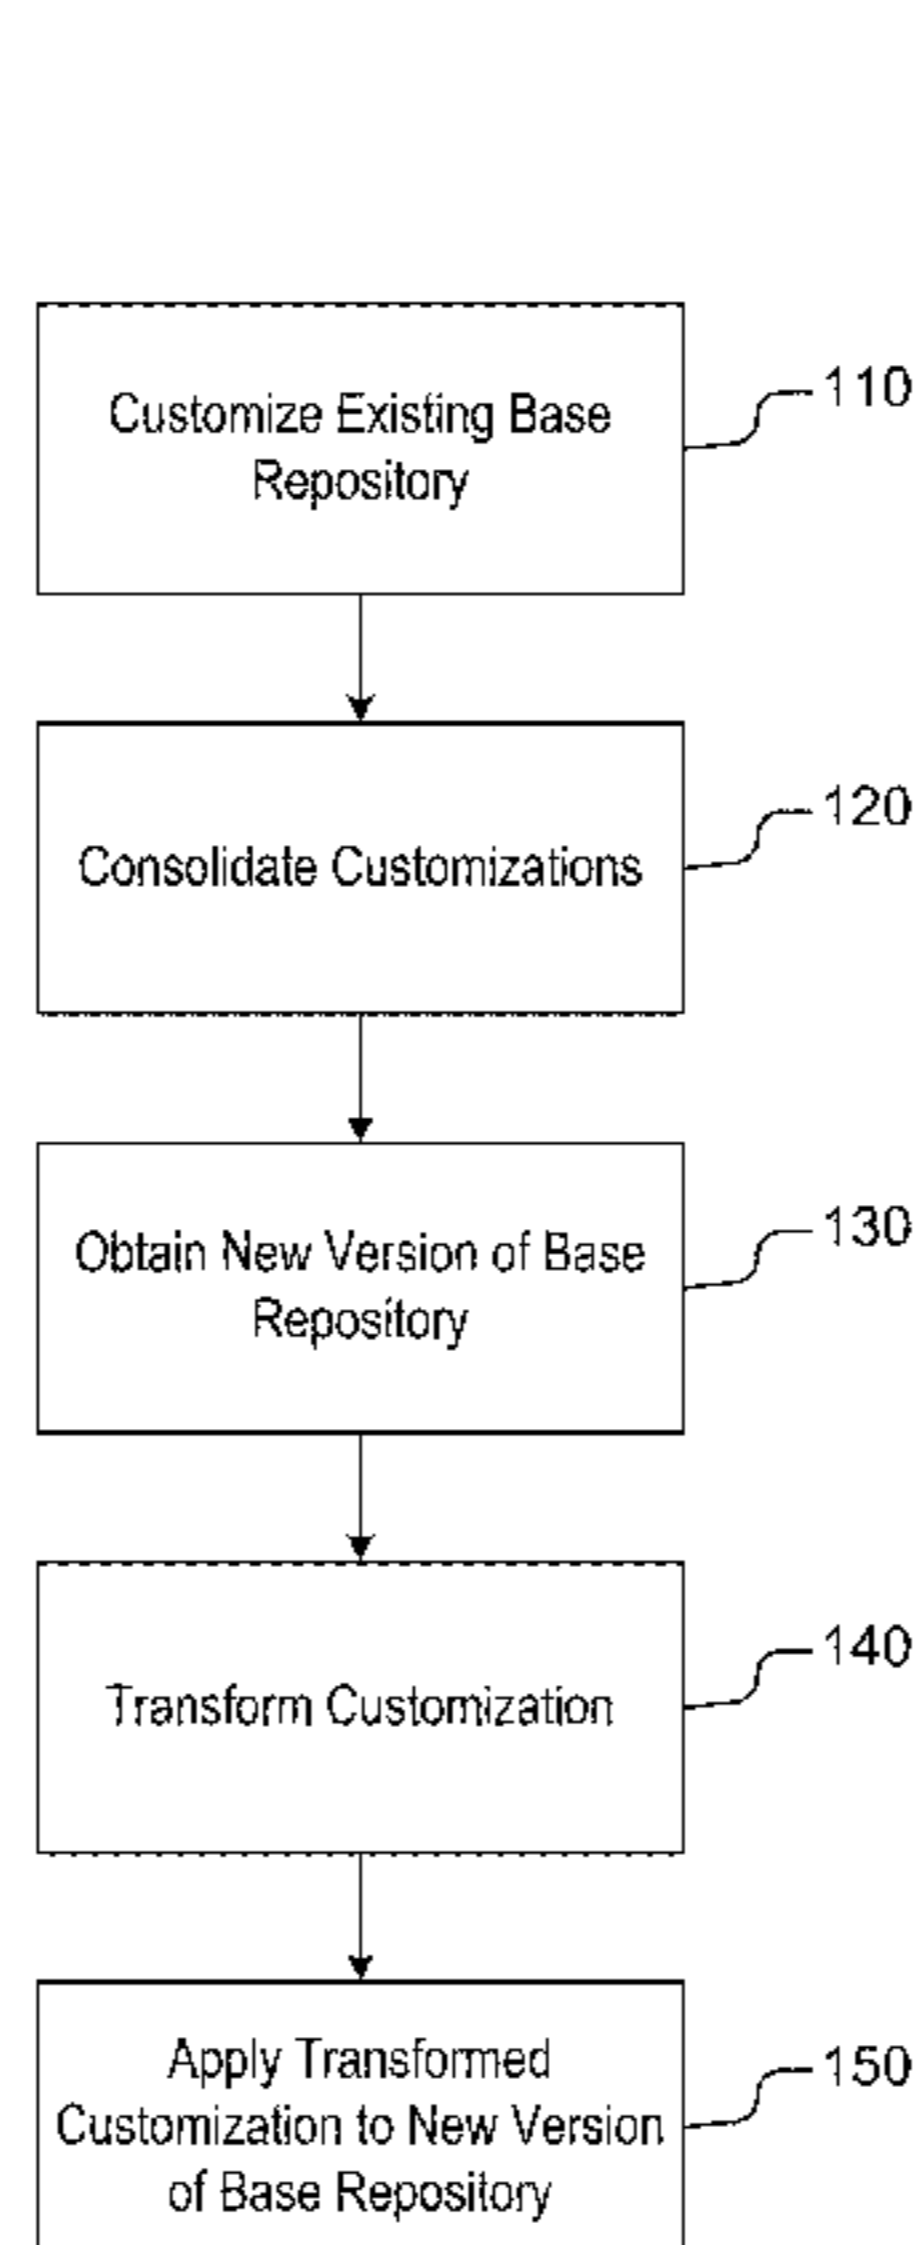 Customize Existing Base
Repository
110
Consolidate Customizations
120
Obtain New Version of Base
Repository
130
Transform Customization
140
Apply Transformed
Customization to New Version
of Base Repository
150